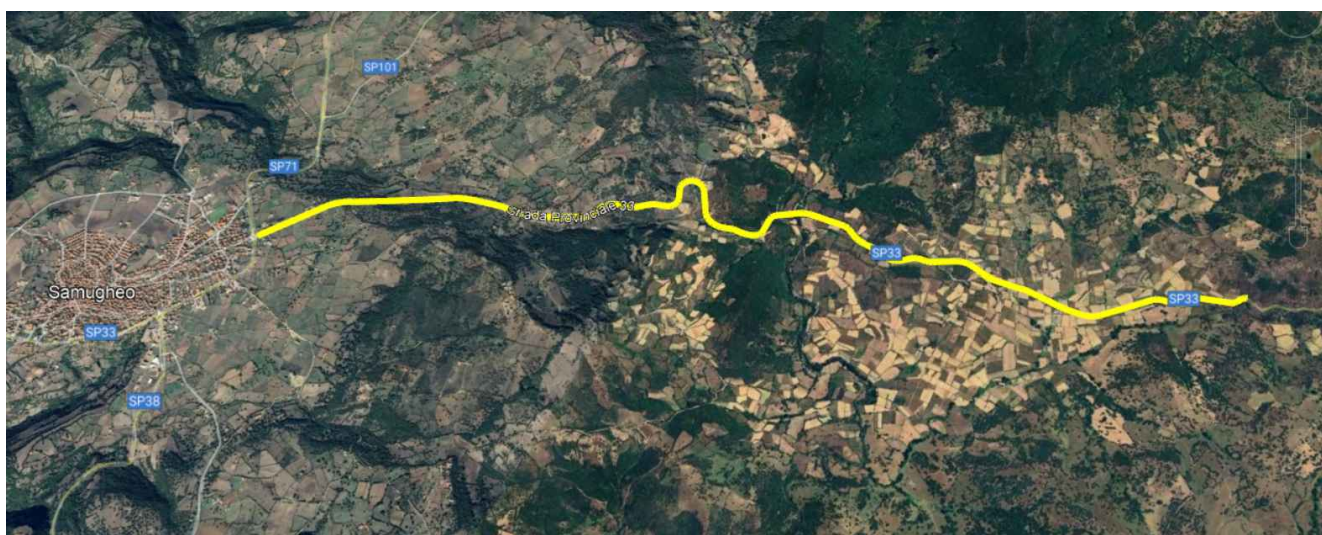 SP101
SP71
Strada Provinciale 33
SP33
Samugheo
SP33
SP33
SP38